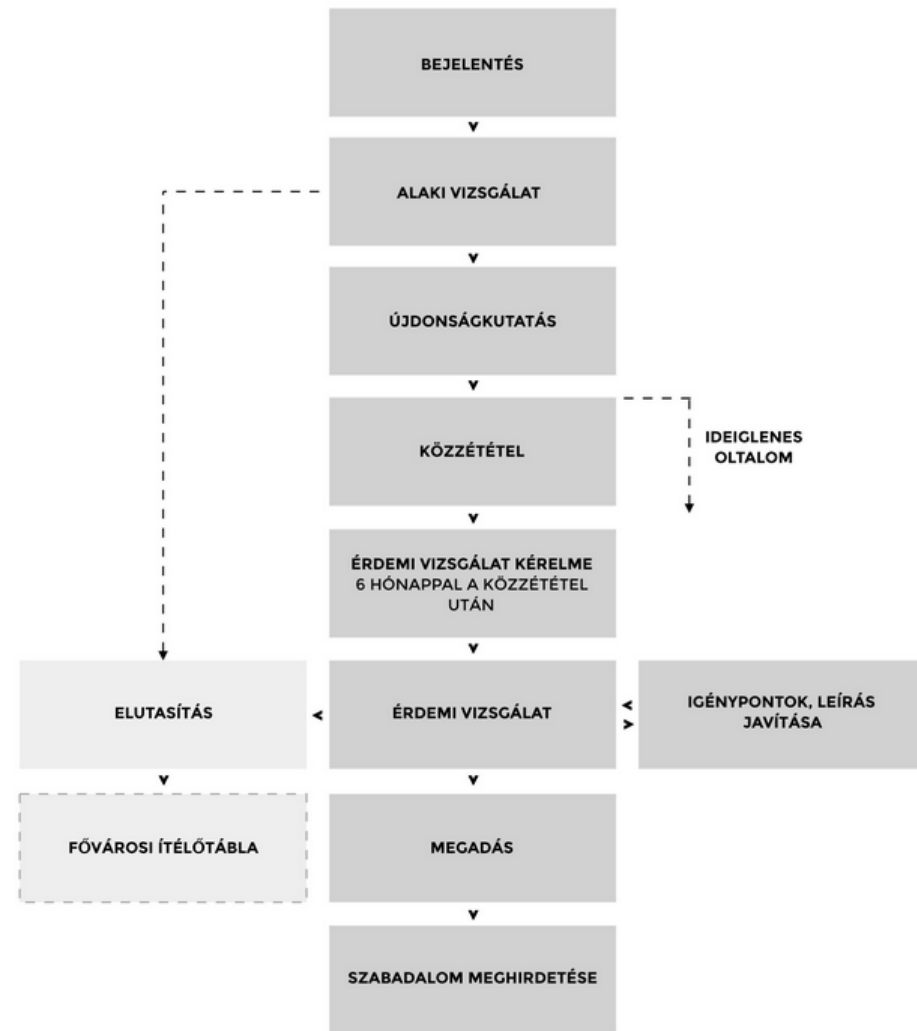 BEJELENTÉS
ALAKI VIZSGÁLAT
ÚJDONSÁGKUTATÁS
KÖZZÉTÉTEL
IDEIGLENES
OLTALOM
ÉRDEMI VIZSGÁLAT KÉRELME
6 HÓNAPPAL A KÖZZÉTÉTEL
UTÁN
ELUTASÍTÁS
ÉRDEMI VIZSGÁLAT
IGÉNYPONTOK, LEÍRÁS
JAVÍTÁSA
FŐVÁROSI ÍTÉLŐTÁBLA
MEGADÁS
SZABADALOM MEGHIRDETÉSE